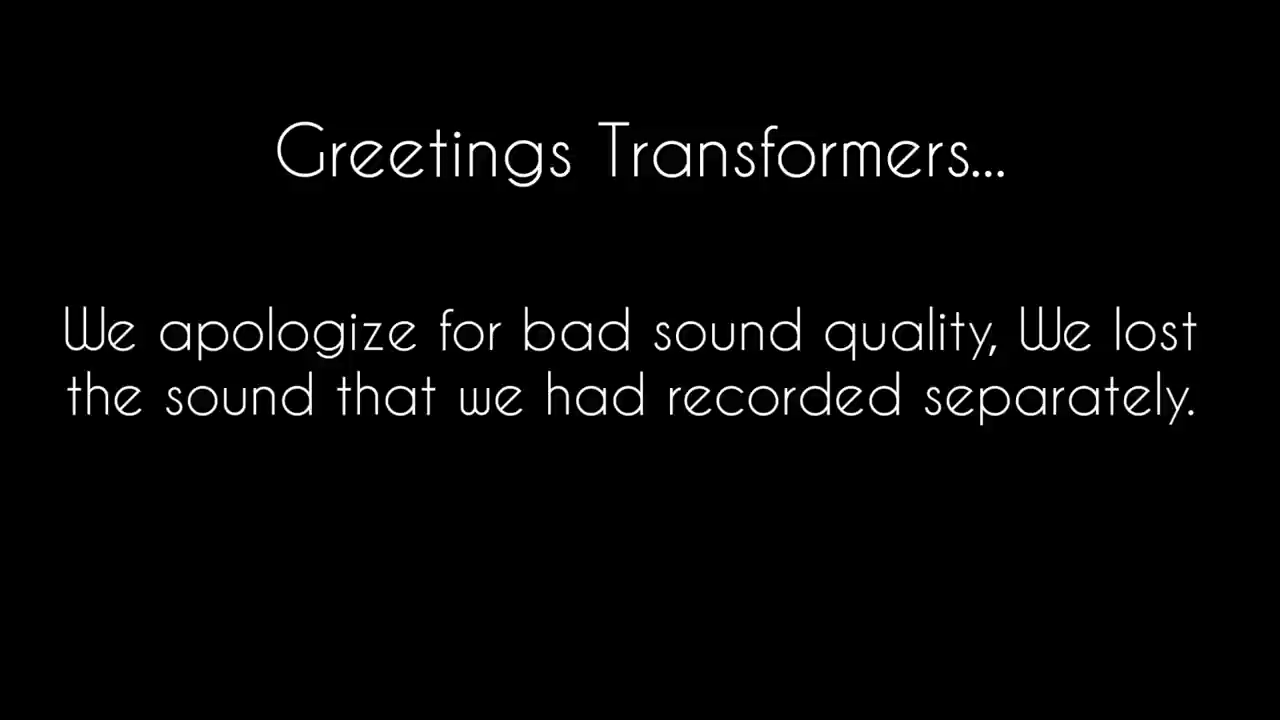 Greetings Transformers...
We apologize for bad sound quality, We lost
the sound that we had recorded separately.